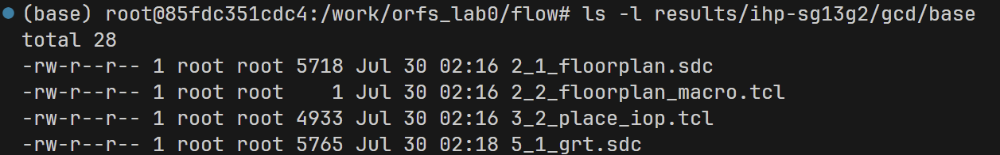 (base) root@85fdc351cdc4:/work/orfs_lab0/flow# ls -l results/ihp-sg13g2/gcd/base
total 28
-rw-r--r-- 1 root root 5718 Jul 30 02:16 2_1_floorplan.sdc
-rw-r--r-- 1 root root    1 Jul 30 02:16 2_2_floorplan_macro.tcl
-rw-r--r-- 1 root root 4933 Jul 30 02:16 3_2_place_iop.tcl
-rw-r--r-- 1 root root 5765 Jul 30 02:18 5_1_grt.sdc